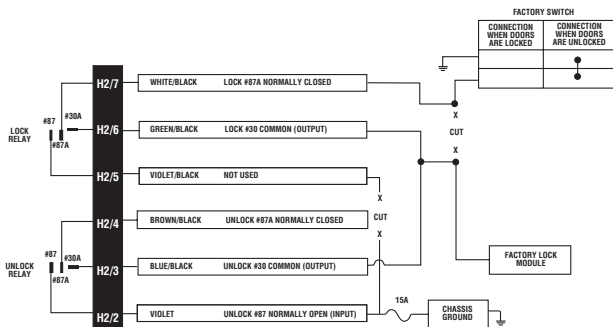 FACTORY SWITCH
CONNECTION WHEN DOORS ARE LOCKED
CONNECTION WHEN DOORS ARE UNLOCKED
H2/7 WHITE/BLACK LOCK #87A NORMALLY CLOSED
X
CUT
X
#87
#30A
#87A
LOCK RELAY
H2/6 GREEN/BLACK LOCK #30 COMMON (OUTPUT)
H2/5 VIOLET/BLACK NOT USED
X
CUT
X
H2/4 BROWN/BLACK UNLOCK #87A NORMALLY CLOSED
#87
#30A
#87A
UNLOCK RELAY
H2/3 BLUE/BLACK UNLOCK #30 COMMON (OUTPUT)
FACTORY LOCK MODULE
H2/2 VIOLET UNLOCK #87 NORMALLY OPEN (INPUT)
15A
CHASSIS GROUND